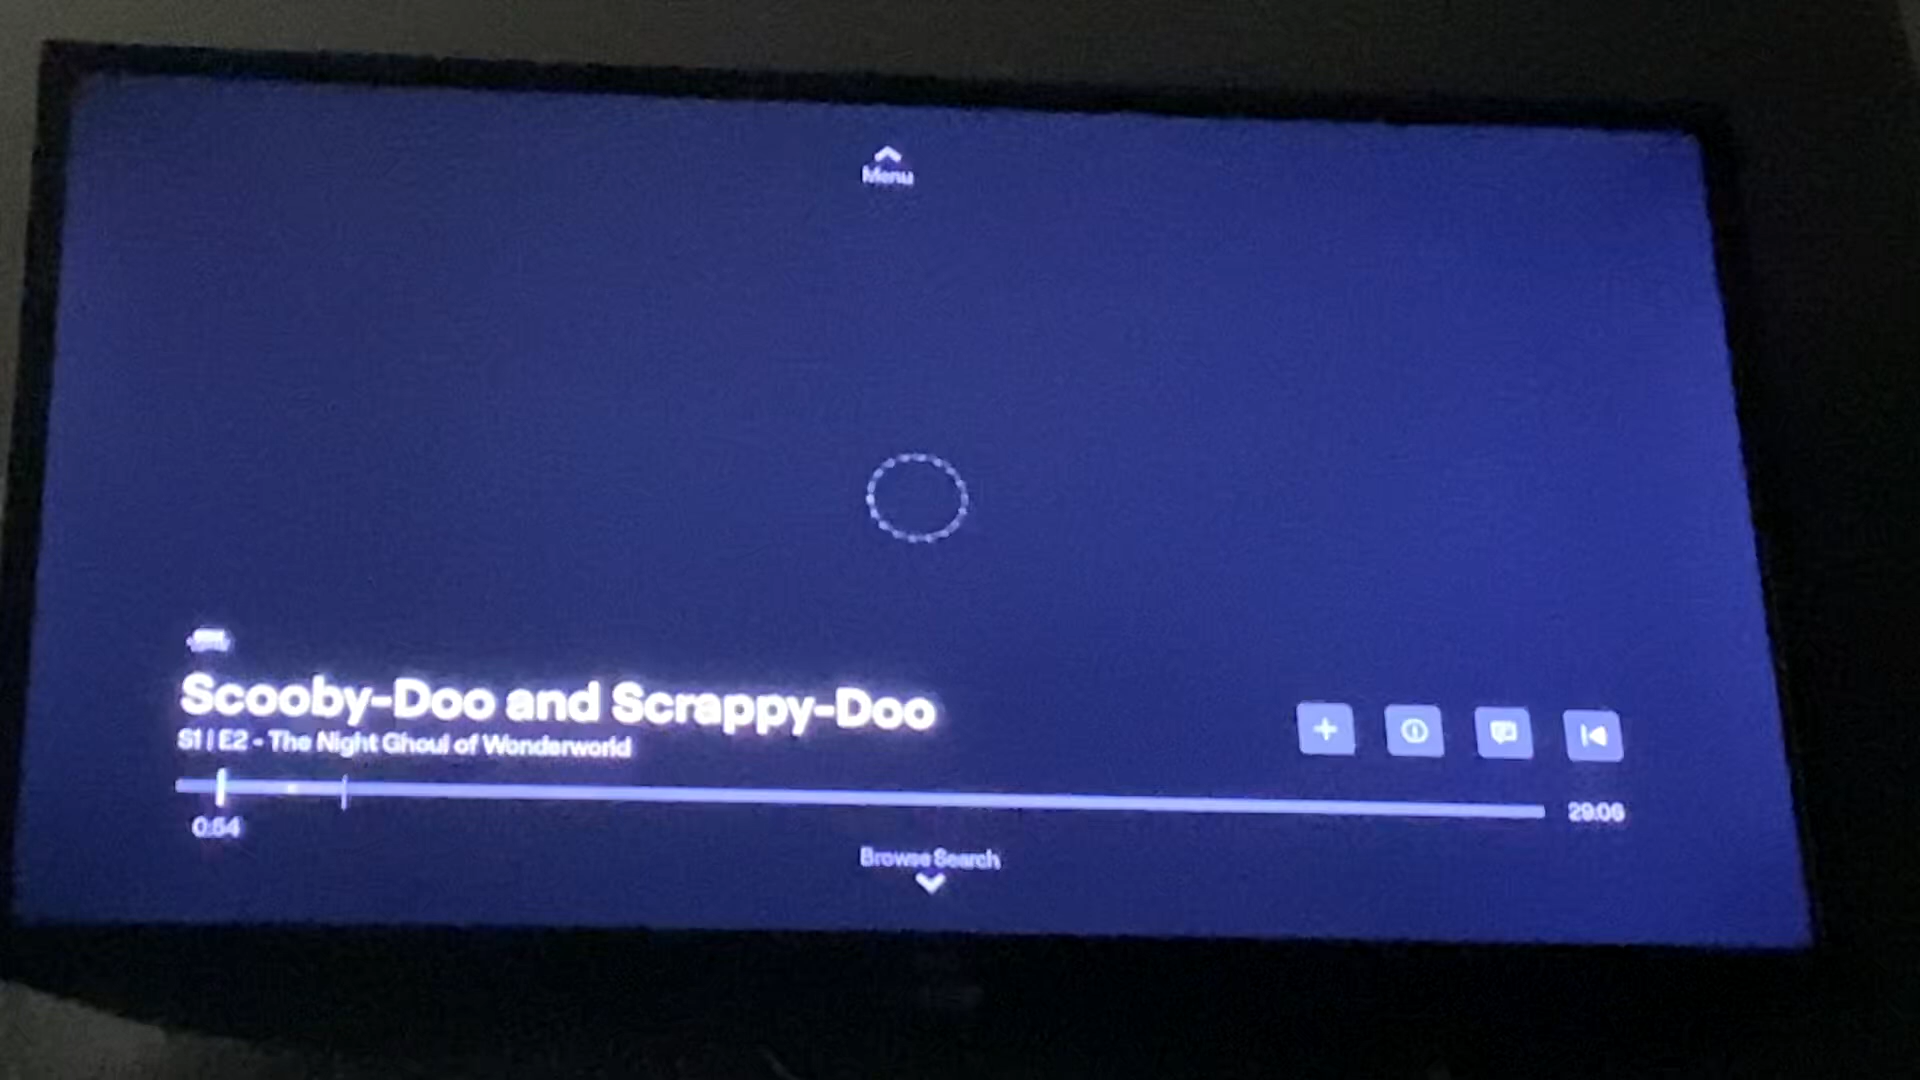 Menu
Scooby-Doo and Scrappy-Doo
S1 | E2 - The Night Ghoul of Wonderworld
29:06
0:54
Browse Search